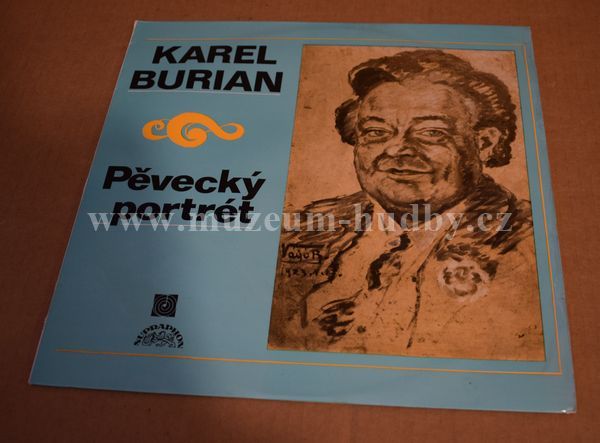 KAREL
BURIAN
Pěvecký
portrét
www.muzeum-hudby.cz
SUPRAPHON